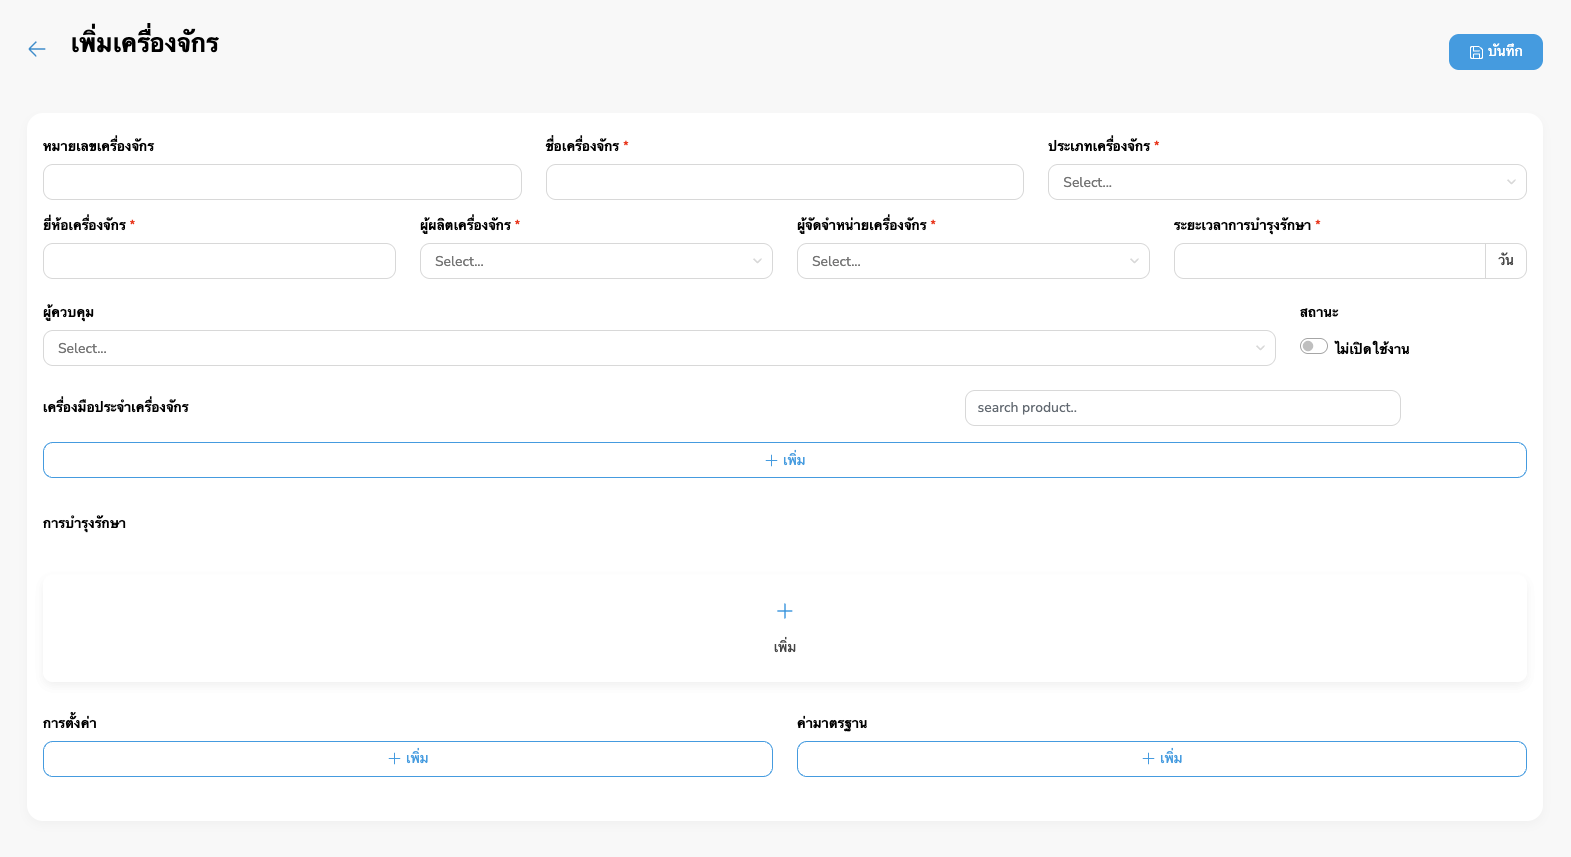 เพิ่มเครื่องจักร
บันทึก
หมายเลขเครื่องจักร
ชื่อเครื่องจักร *
ประเภทเครื่องจักร *
Select...
ยี่ห้อเครื่องจักร *
ผู้ผลิตเครื่องจักร *
ผู้จัดจำหน่ายเครื่องจักร *
ระยะเวลาการบำรุงรักษา *
Select...
Select...
วัน
ผู้ควบคุม
สถานะ
Select...
ไม่เปิดใช้งาน
เครื่องมือประจำเครื่องจักร
search product..
+ เพิ่ม
การบำรุงรักษา
+
เพิ่ม
การตั้งค่า
ค่ามาตรฐาน
+ เพิ่ม
+ เพิ่ม